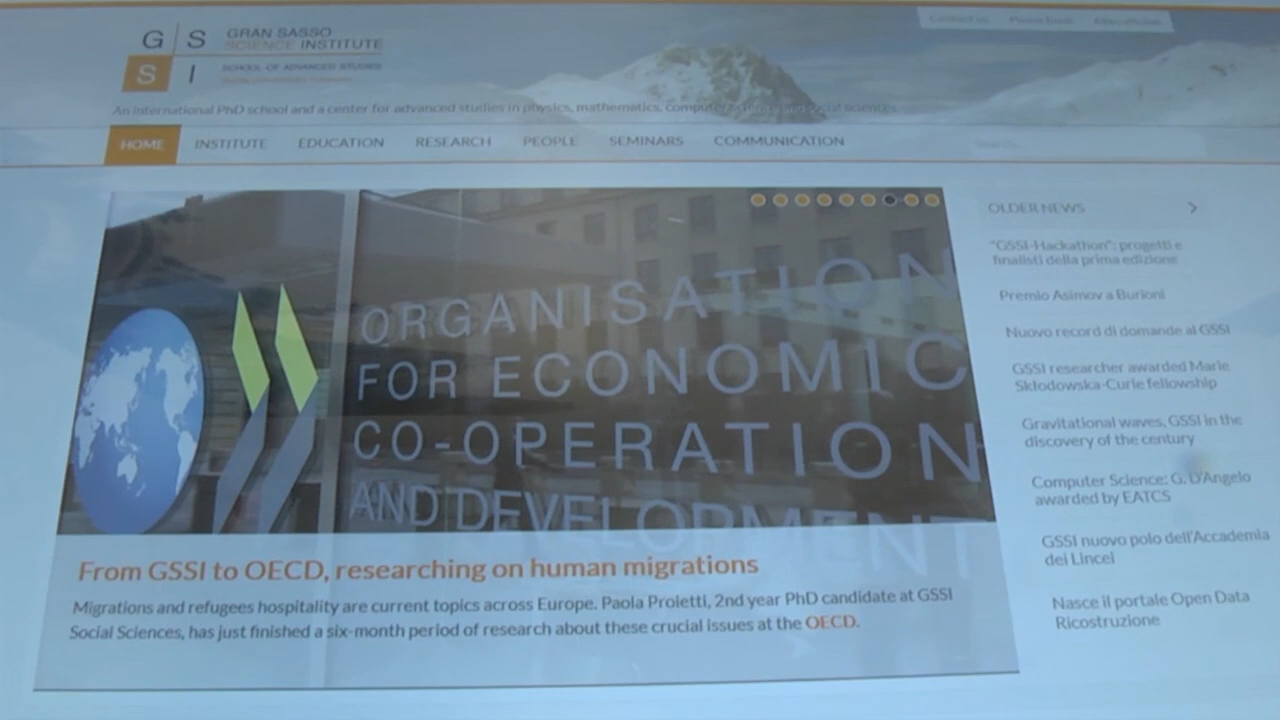 Contact us
G S
S I
GRAN SASSO
SCIENCE INSTITUTE
SCHOOL OF ADVANCED STUDIES
An international PhD school and a center for advanced studies in physics, mathematics, computer science and social sciences
HOME INSTITUTE EDUCATION RESEARCH PEOPLE SEMINARS COMMUNICATION
Search...
ORGANISATION
FOR ECONOMIC
CO-OPERATION
AND DEVELOPMENT
From GSSI to OECD, researching on human migrations
Migrations and refugees hospitality are current topics across Europe. Paola Proietti, 2nd year PhD candidate at GSSI
Social Sciences, has just finished a six-month period of research about these crucial issues at the OECD.
OLDER NEWS
"GSSI-Hackathon": progetti e
finalisti della prima edizione
Premio Asimov a Burioni
Nuovo record di domande al GSSI
GSSI researcher awarded Marie
Skłodowska-Curie fellowship
Gravitational waves, GSSI in the
discovery of the century
Computer Science: G. D'Angelo
awarded by EATCS
GSSI nuovo polo dell'Accademia
dei Lincei
Nasce il portale Open Data
Ricostruzione